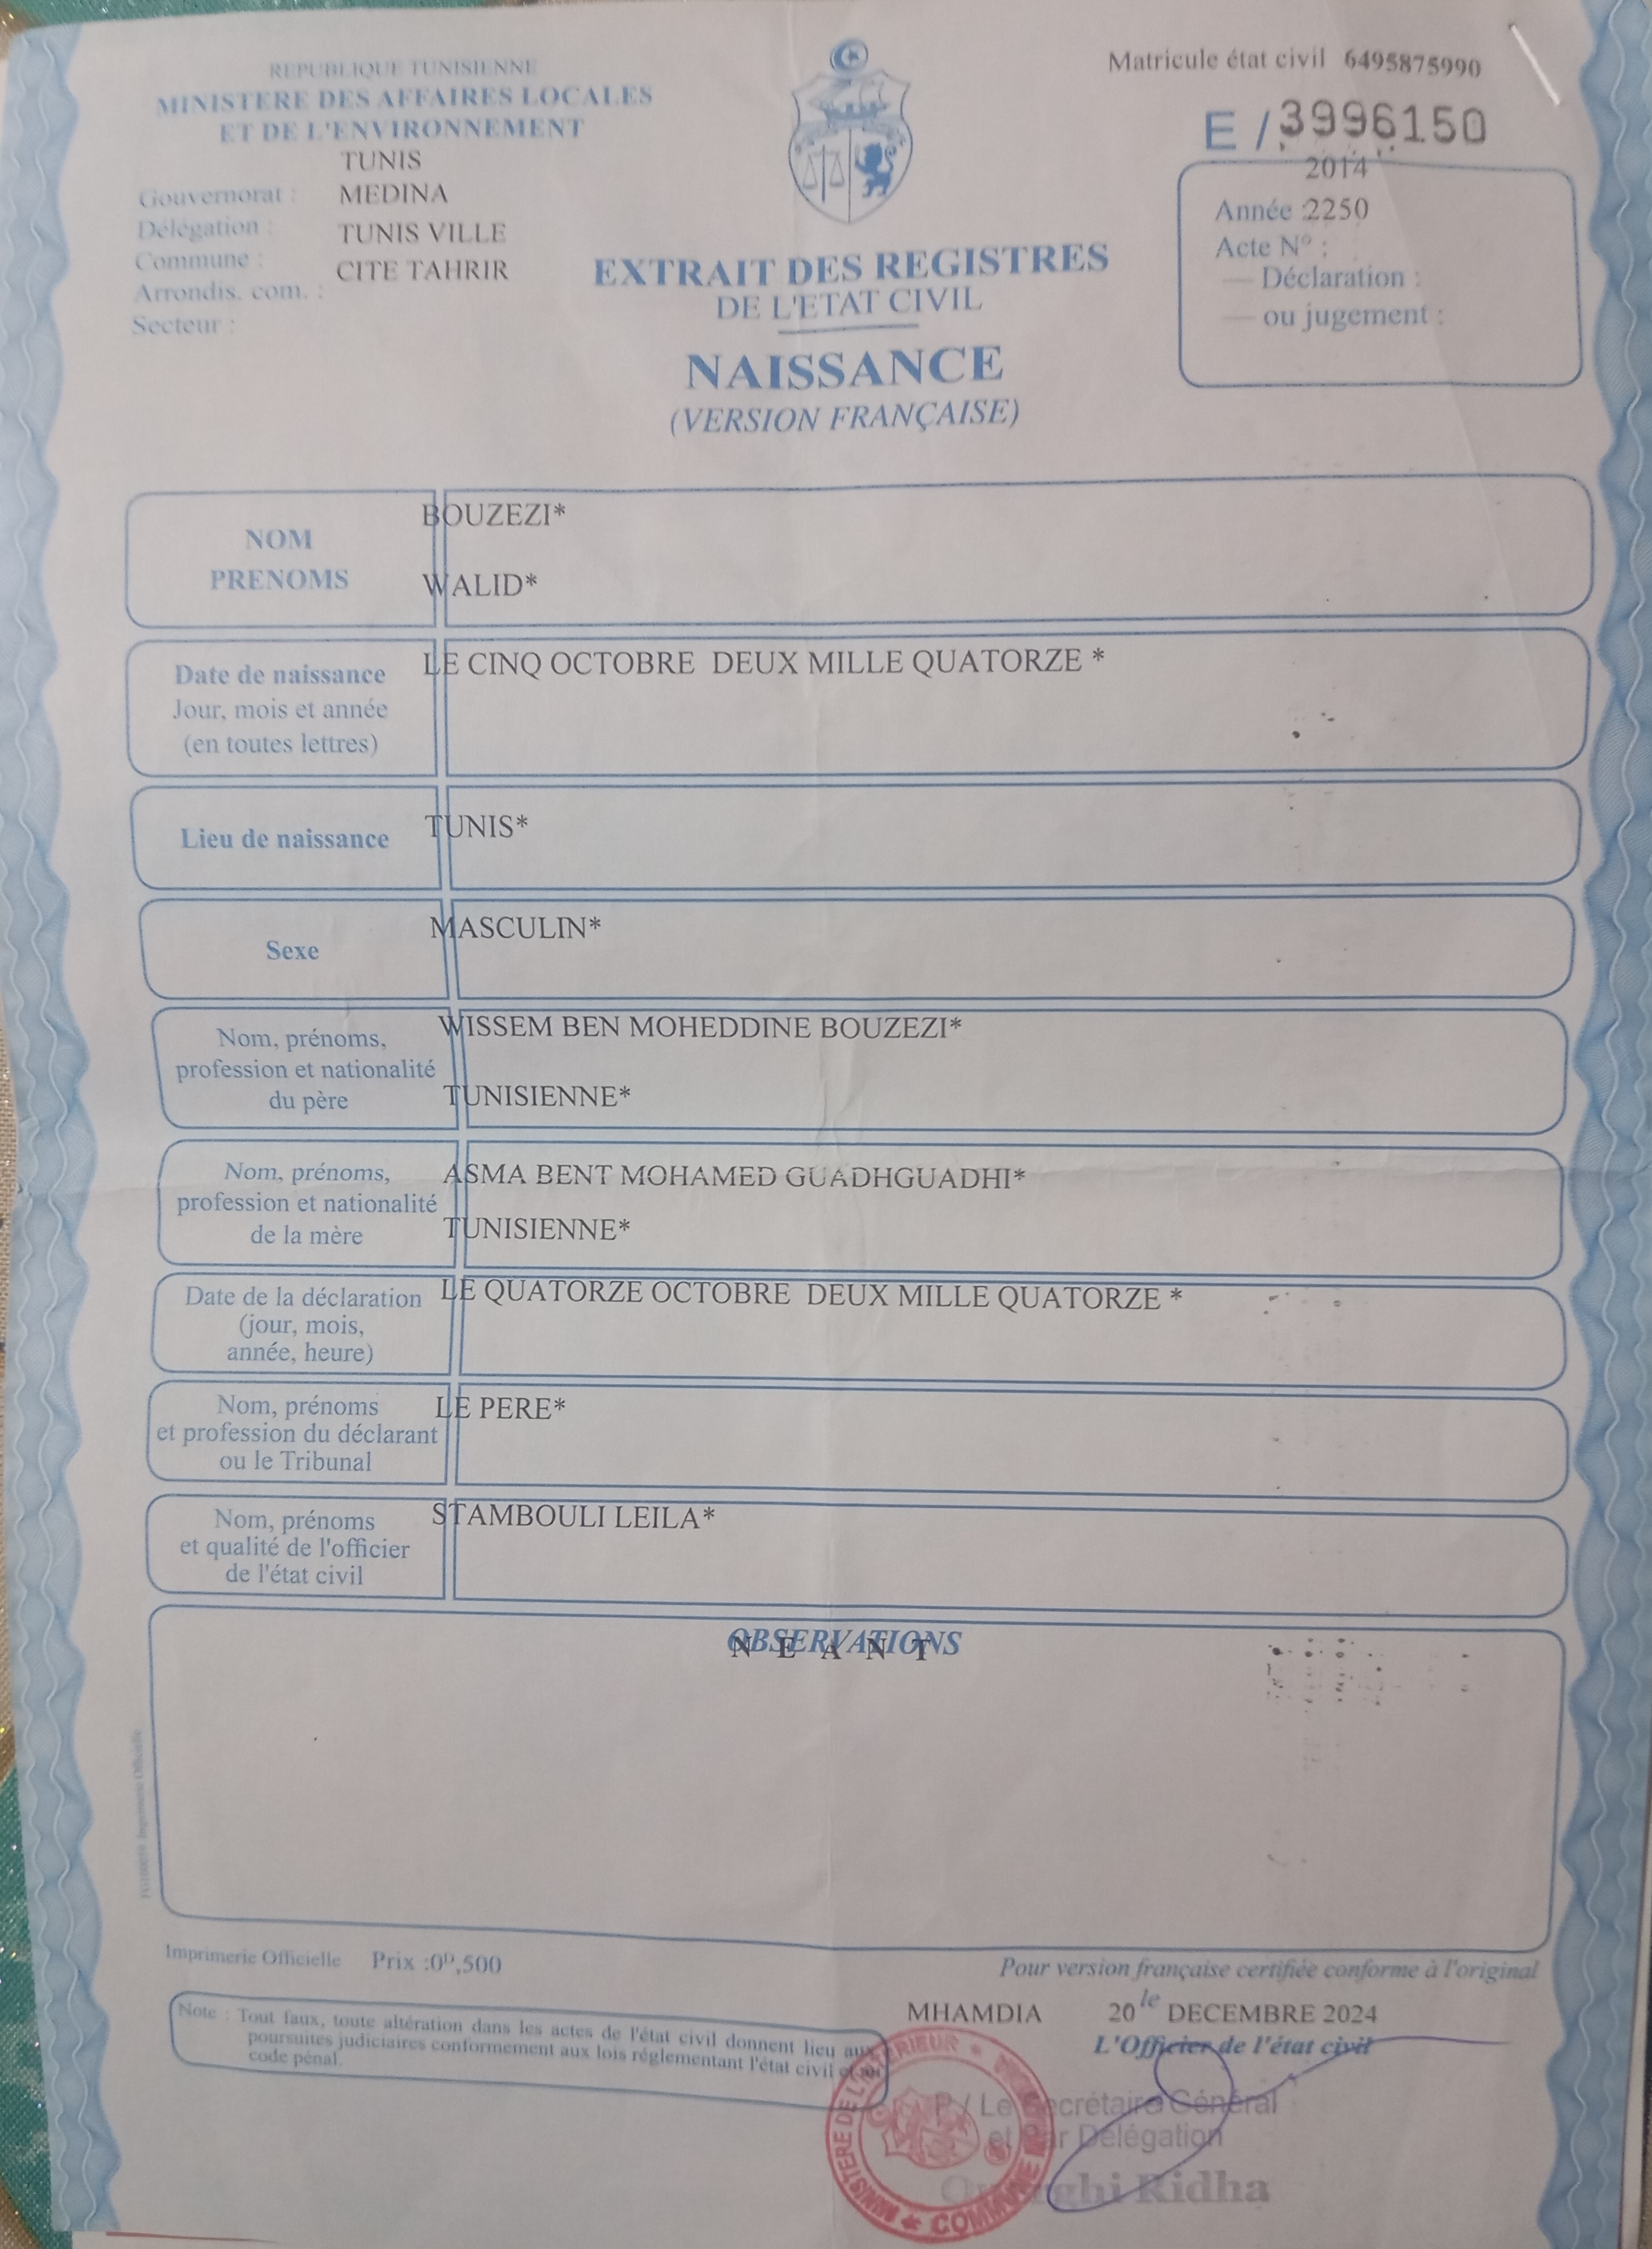 REPUBLIQUE TUNISIENNE
MINISTERE DES AFFAIRES LOCALES
ET DE L'ENVIRONNEMENT
TUNIS
Gouvernorat : MEDINA
Délégation : TUNIS VILLE
Commune : CITE TAHRIR
Arrondis. com. :
Secteur :
Matricule état civil 6495875990
E / 3996150
2014
Année : 2250
Acte N° :
— Déclaration :
— ou jugement :
EXTRAIT DES REGISTRES
DE L'ETAT CIVIL
NAISSANCE
(VERSION FRANÇAISE)
NOM
PRENOMS
BOUZEZI*
WALID*
Date de naissance
Jour, mois et année
(en toutes lettres)
LE CINQ OCTOBRE DEUX MILLE QUATORZE *
Lieu de naissance
TUNIS*
Sexe
MASCULIN*
Nom, prénoms,
profession et nationalité
du père
WISSEM BEN MOHEDDINE BOUZEZI*
TUNISIENNE*
Nom, prénoms,
profession et nationalité
de la mère
ASMA BENT MOHAMED GUADHGUADHI*
TUNISIENNE*
Date de la déclaration
(jour, mois,
année, heure)
LE QUATORZE OCTOBRE DEUX MILLE QUATORZE *
Nom, prénoms
et profession du déclarant
ou le Tribunal
LE PERE*
Nom, prénoms
et qualité de l'officier
de l'état civil
STAMBOULI LEILA*
OBSERVATIONS
N E A N T
Imprimerie Officielle Prix :0ᴰ,500
Pour version française certifiée conforme à l'original
Note : Tout faux, toute altération dans les actes de l'état civil donnent lieu aux
poursuites judiciaires conformement aux lois réglementant l'état civil et au
code pénal.
MHAMDIA 20 le DECEMBRE 2024
L'Officier de l'état civil
P / Le Secrétaire Général
et Par Délégation
Ridha
MINISTERE DE L'INTERIEUR
COMMUNE